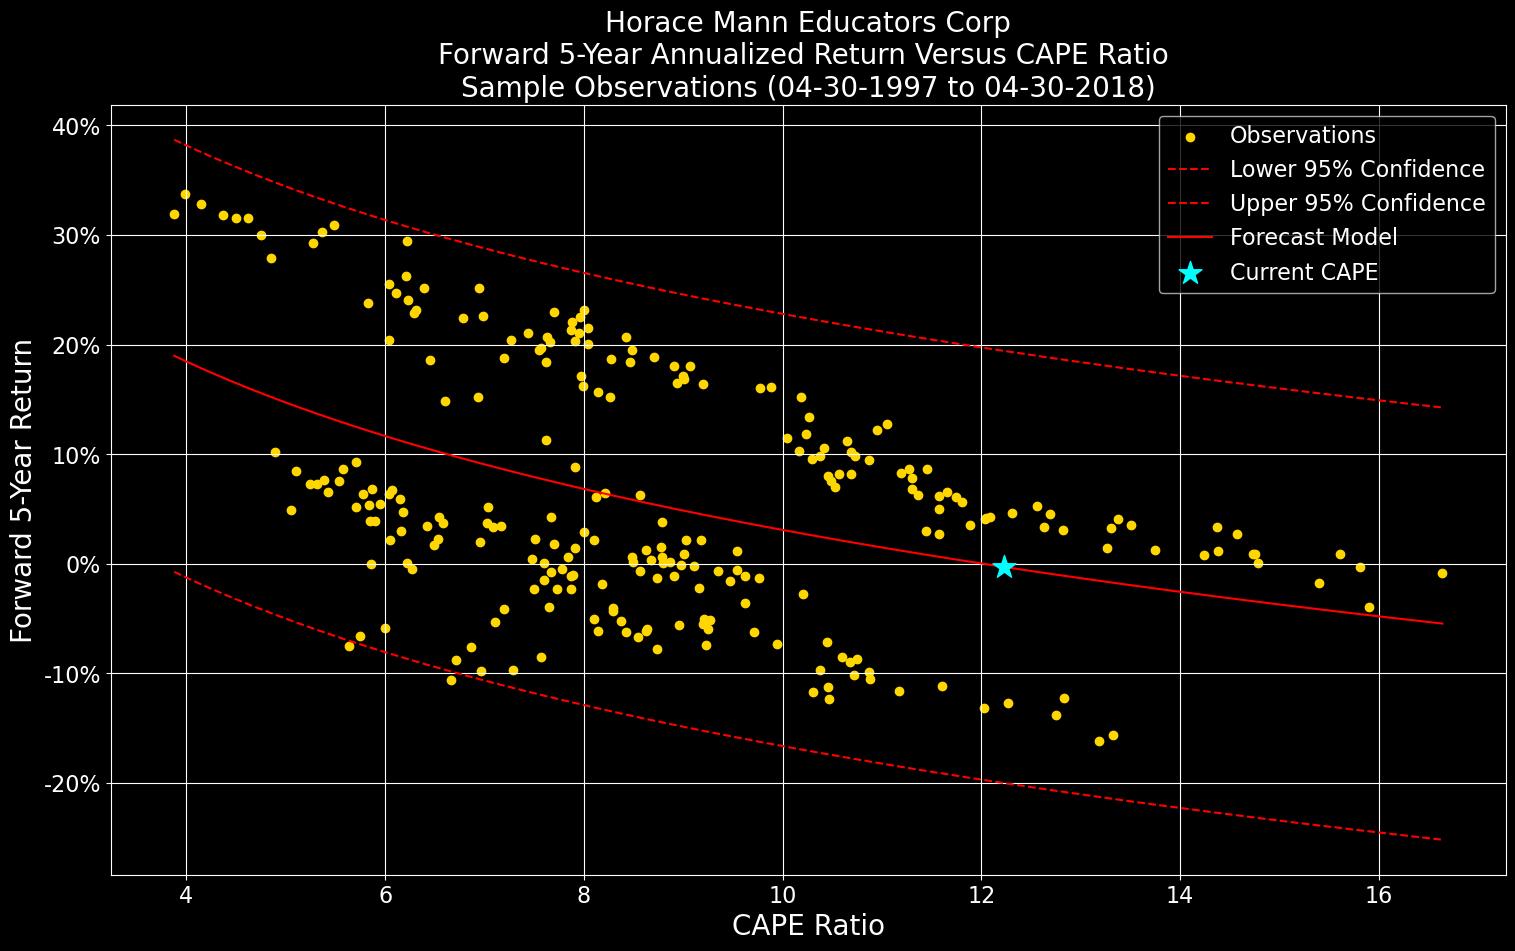 Horace Mann Educators Corp
Forward 5-Year Annualized Return Versus CAPE Ratio
Sample Observations (04-30-1997 to 04-30-2018)
Observations
Lower 95% Confidence
Upper 95% Confidence
Forecast Model
Current CAPE
Forward 5-Year Return
40%
30%
20%
10%
0%
-10%
-20%
4 6 8 10 12 14 16
CAPE Ratio